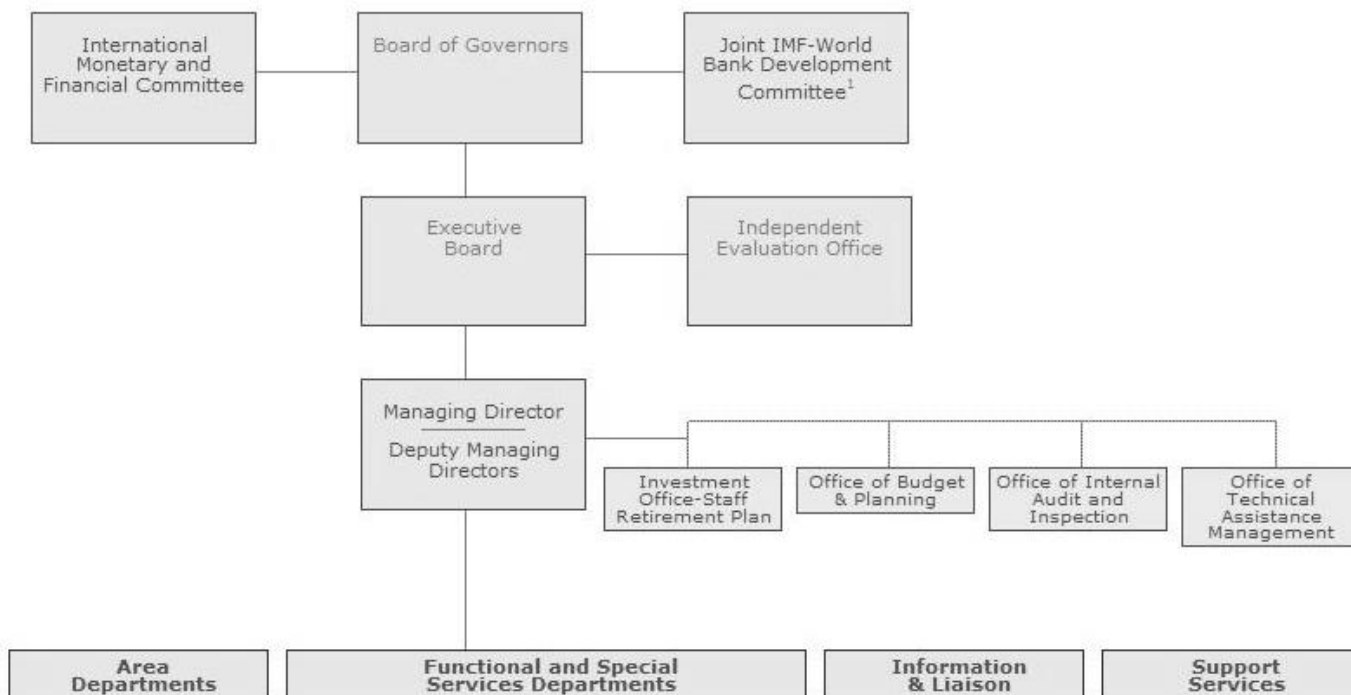 International
Monetary and
Financial Committee
Board of Governors
Joint IMF-World
Bank Development
Committee¹
Executive
Board
Independent
Evaluation Office
Managing Director
Deputy Managing
Directors
Investment
Office-Staff
Retirement Plan
Office of Budget
& Planning
Office of Internal
Audit and
Inspection
Office of
Technical
Assistance
Management
Area
Departments
Functional and Special
Services Departments
Information
& Liaison
Support
Services